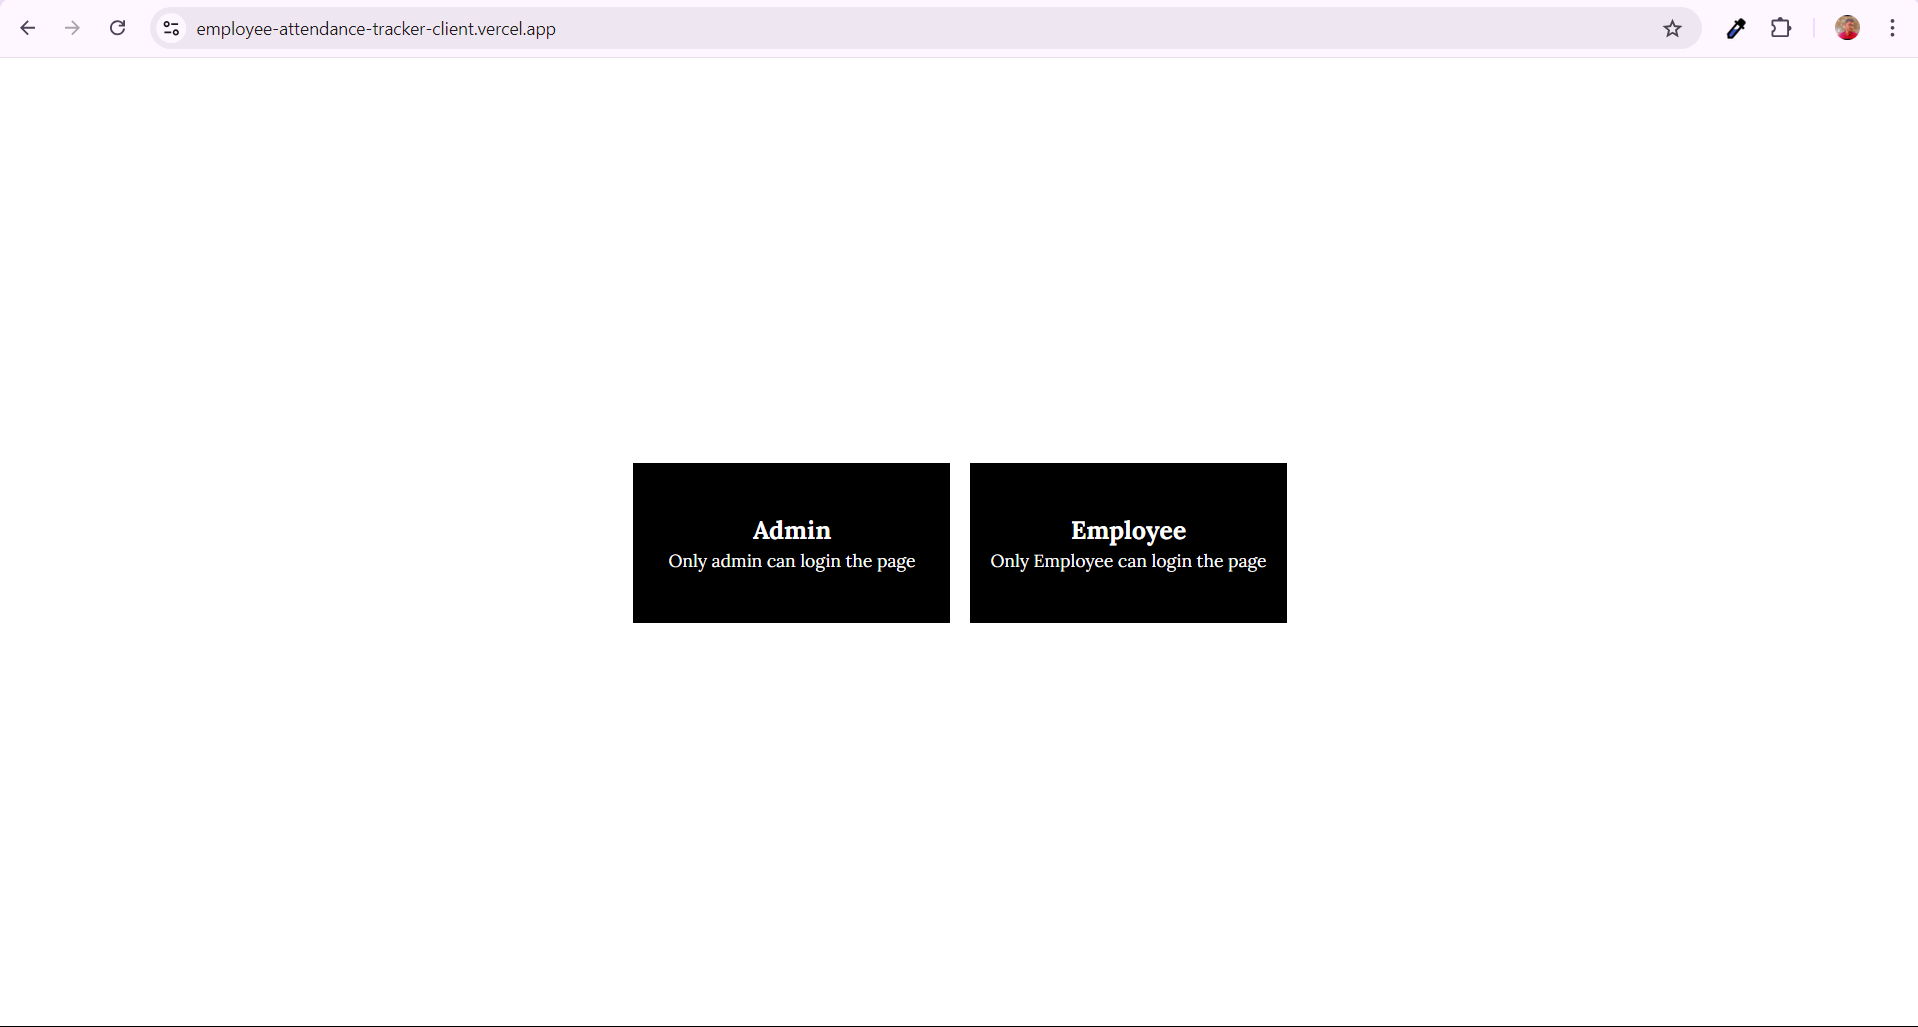 employee-attendance-tracker-client.vercel.app
Admin
Only admin can login the page
Employee
Only Employee can login the page